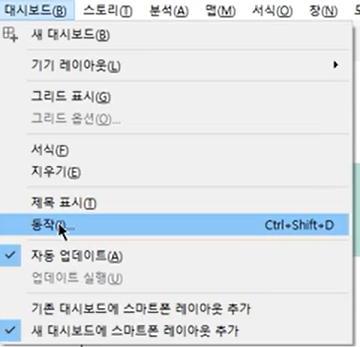 대시보드(B) 스토리(T) 분석(A) 맵(M) 서식(O) 창(N)
새 대시보드(B)
기기 레이아웃(L)
그리드 표시(G)
그리드 옵션(O)...
서식(F)
지우기(E)
제목 표시(T)
동작(I)... Ctrl+Shift+D
자동 업데이트(A)
업데이트 실행(U)
기존 대시보드에 스마트폰 레이아웃 추가
새 대시보드에 스마트폰 레이아웃 추가